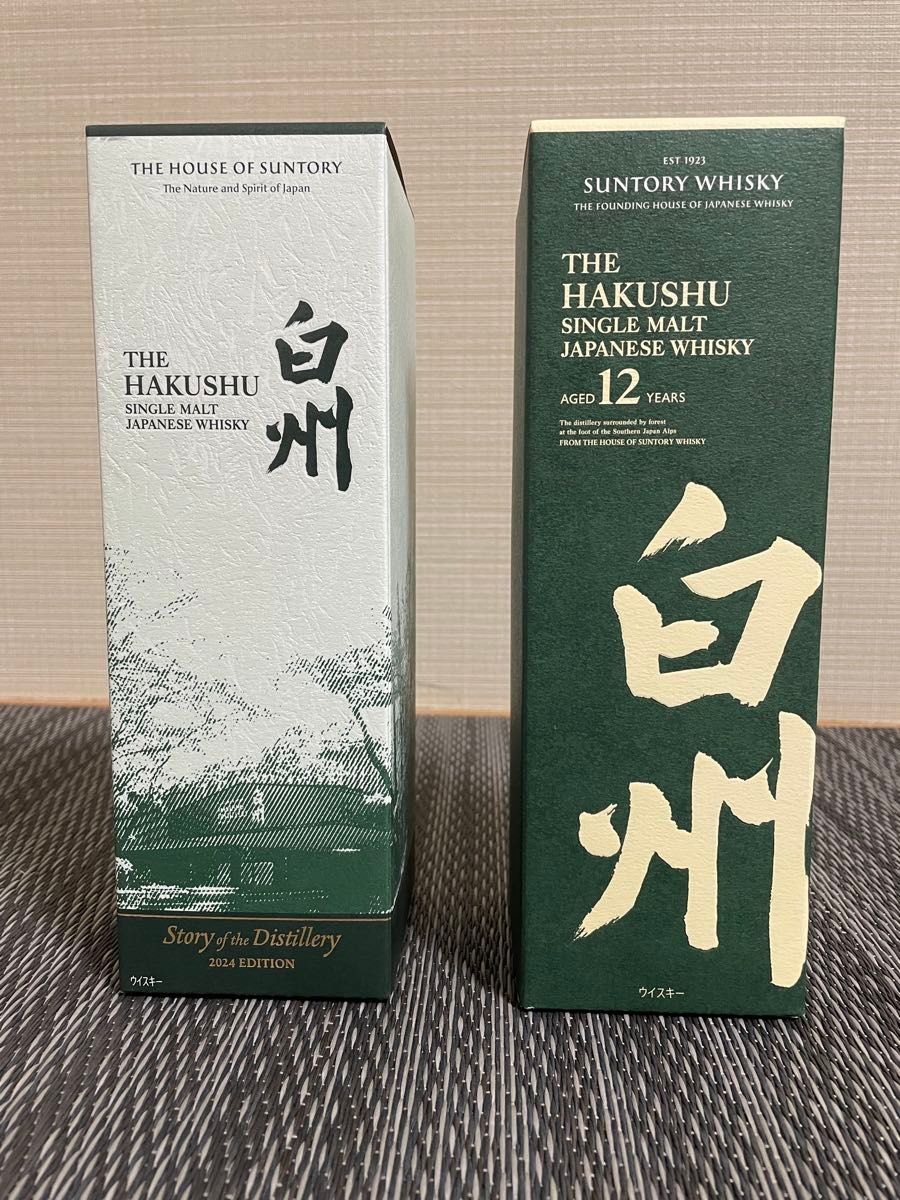 THE HOUSE OF SUNTORY
The Nature and Spirit of Japan
THE
HAKUSHU
SINGLE MALT
JAPANESE WHISKY
白州
Story of the Distillery
2024 EDITION
ウイスキー
EST 1923
SUNTORY WHISKY
THE FOUNDING HOUSE OF JAPANESE WHISKY
THE
HAKUSHU
SINGLE MALT
JAPANESE WHISKY
AGED 12 YEARS
The distillery surrounded by forest
at the foot of the Southern Japan Alps
FROM THE HOUSE OF SUNTORY WHISKY
白州
ウイスキー